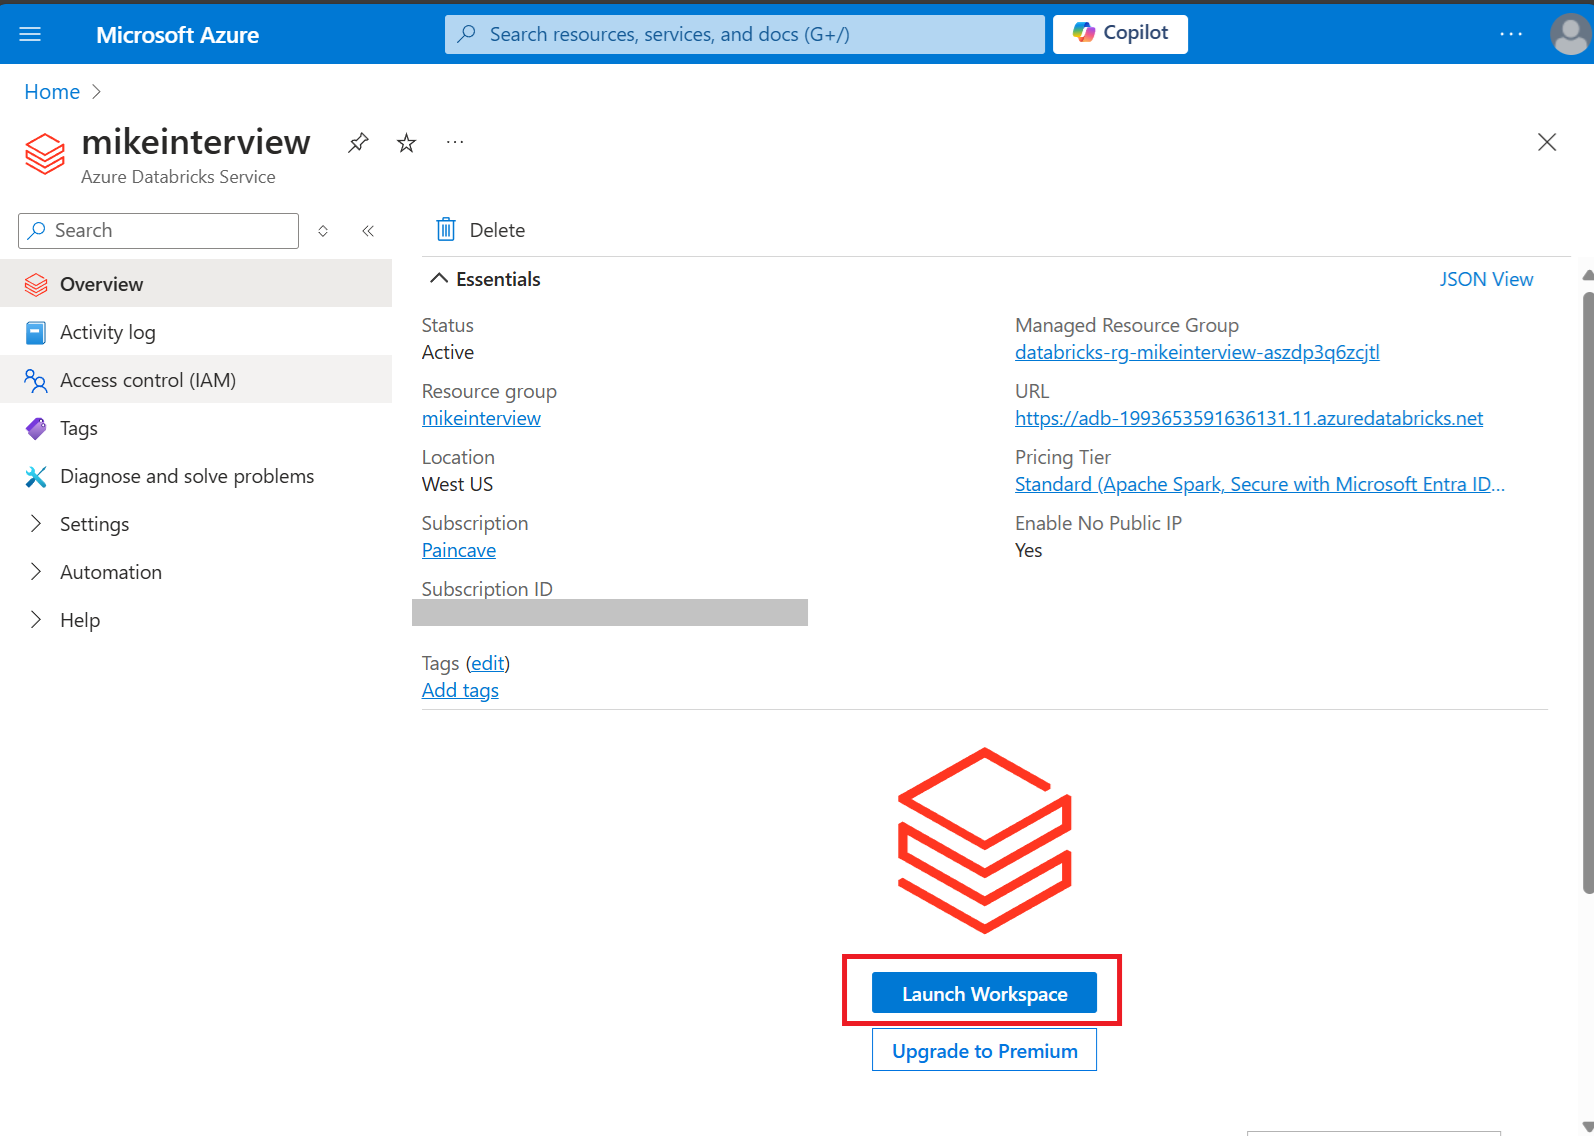 Microsoft Azure
Search resources, services, and docs (G+/)
Copilot
Home
mikeinterview
Azure Databricks Service
Search
Overview
Activity log
Access control (IAM)
Tags
Diagnose and solve problems
Settings
Automation
Help
Delete
Essentials
JSON View
Status
Active
Resource group
mikeinterview
Location
West US
Subscription
Paincave
Subscription ID
Managed Resource Group
databricks-rg-mikeinterview-aszdp3q6zcjtl
URL
https://adb-1993653591636131.11.azuredatabricks.net
Pricing Tier
Standard (Apache Spark, Secure with Microsoft Entra ID...
Enable No Public IP
Yes
Tags (edit)
Add tags
Launch Workspace
Upgrade to Premium